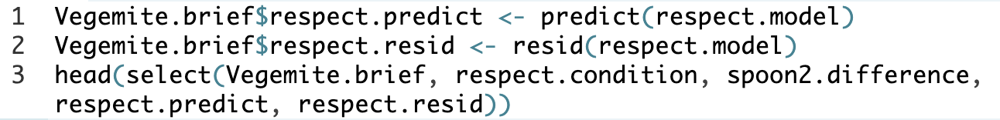 1 Vegemite.brief$respect.predict <- predict(respect.model)
2 Vegemite.brief$respect.resid <- resid(respect.model)
3 head(select(Vegemite.brief, respect.condition, spoon2.difference,
respect.predict, respect.resid))